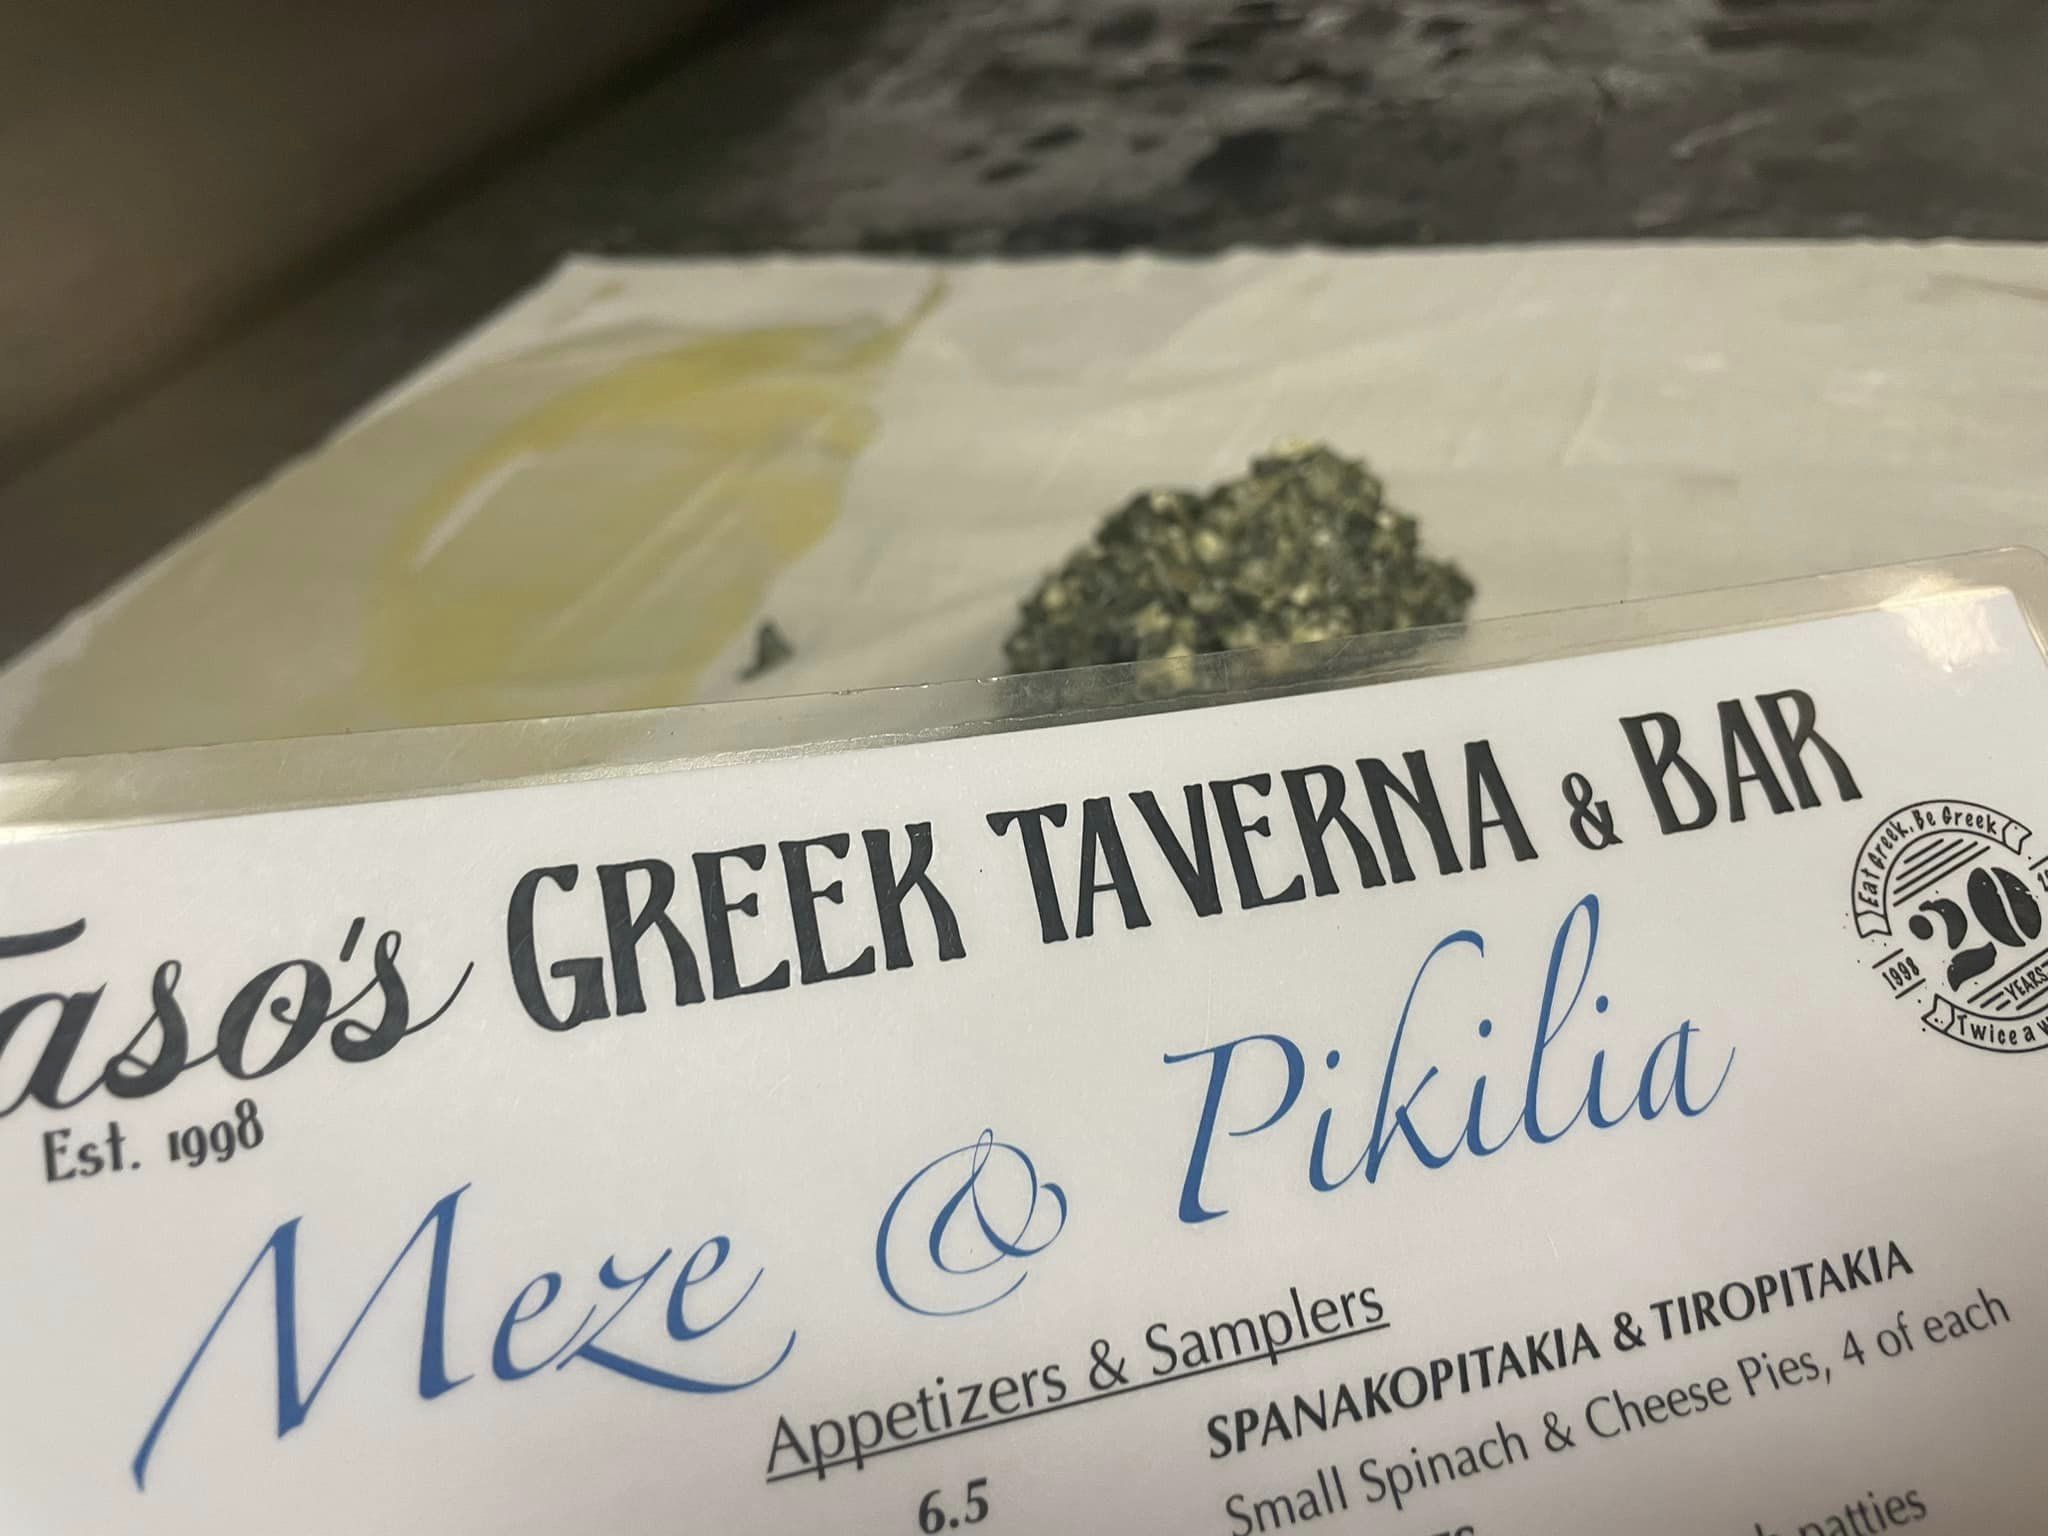 Taso's GREEK TAVERNA & BAR
Est. 1998
Eat Greek, Be Greek
1998
20
YEARS
Twice a
Meze & Pikilia
Appetizers & Samplers
6.5
SPANAKOPITAKIA & TIROPITAKIA
Small Spinach & Cheese Pies, 4 of each
patties